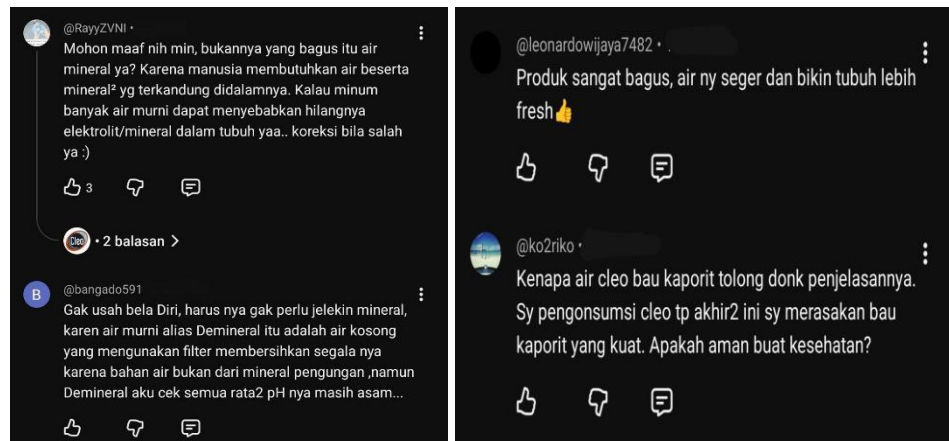 @RayyZVNI •
Mohon maaf nih min, bukannya yang bagus itu air
mineral ya? Karena manusia membutuhkan air beserta
mineral² yg terkandung didalamnya. Kalau minum
banyak air murni dapat menyebabkan hilangnya
elektrolit/mineral dalam tubuh yaa.. koreksi bila salah
ya :)
3
Cleo • 2 balasan >
B
@bangado591
Gak usah bela Diri, harus nya gak perlu jelekin mineral,
karen air murni alias Demineral itu adalah air kosong
yang mengunakan filter membersihkan segala nya
karena bahan air bukan dari mineral pengungan ,namun
Demineral aku cek semua rata2 pH nya masih asam...
@leonardowijaya7482 •
Produk sangat bagus, air ny seger dan bikin tubuh lebih
fresh👍
@ko2riko •
Kenapa air cleo bau kaporit tolong donk penjelasannya.
Sy pengonsumsi cleo tp akhir2 ini sy merasakan bau
kaporit yang kuat. Apakah aman buat kesehatan?